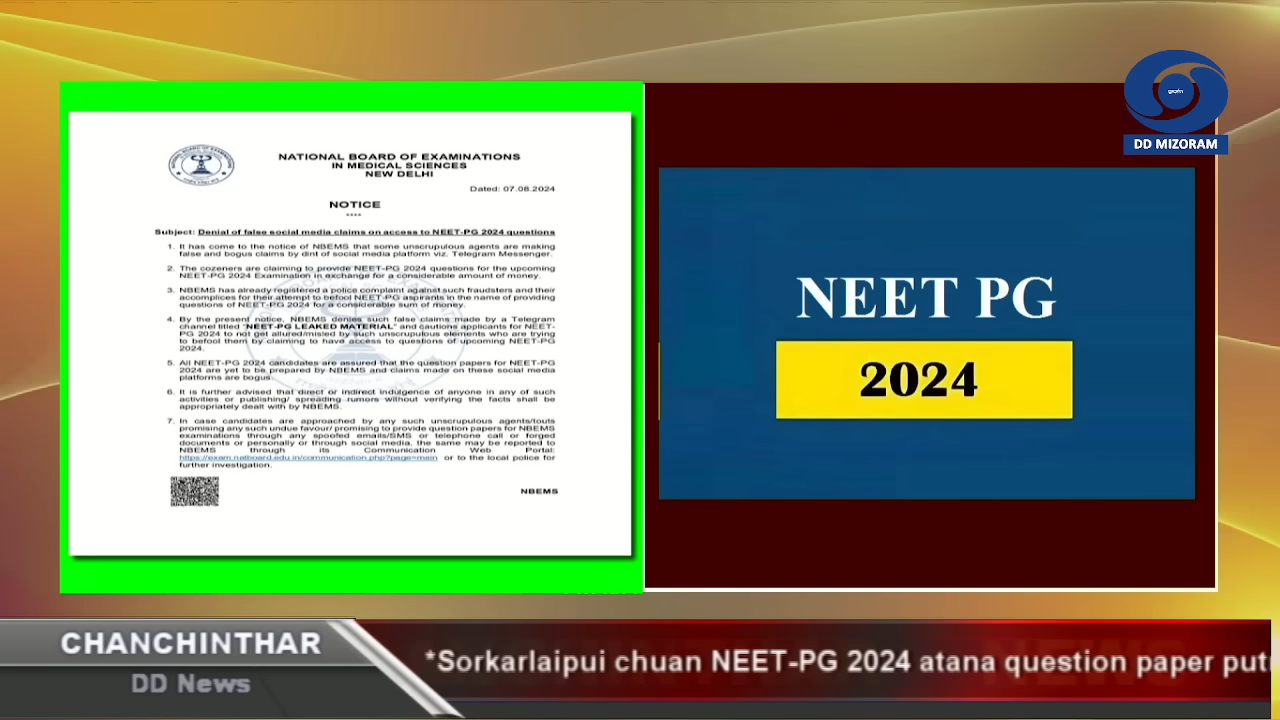 DD MIZORAM
NATIONAL BOARD OF EXAMINATIONS
IN MEDICAL SCIENCES
NEW DELHI
Dated: 07.08.2024
NOTICE
****
Subject: Denial of false social media claims on access to NEET-PG 2024 questions
1. It has come to the notice of NBEMS that some unscrupulous agents are making
false and bogus claims by dint of social media platform viz. Telegram Messenger.
2. The cozeners are claiming to provide NEET-PG 2024 questions for the upcoming
NEET-PG 2024 Examination in exchange for a considerable amount of money.
3. NBEMS has already registered a police complaint against such fraudsters and their
accomplices for their attempt to befool NEET-PG aspirants in the name of providing
questions of NEET-PG 2024 for a considerable sum of money.
4. By the present notice, NBEMS denies such false claims made by a Telegram
channel titled "NEET-PG LEAKED MATERIAL" and cautions applicants for NEET-
PG 2024 to not get allured/misled by such unscrupulous elements who are trying
to befool them by claiming to have access to questions of upcoming NEET-PG
2024.
5. All NEET-PG 2024 candidates are assured that the question papers for NEET-PG
2024 are yet to be prepared by NBEMS and claims made on these social media
platforms are bogus.
6. It is further advised that direct or indirect indulgence of anyone in any of such
activities or publishing/ spreading rumors without verifying the facts shall be
appropriately dealt with by NBEMS.
7. In case candidates are approached by any such unscrupulous agents/touts
promising any such undue favour/ promising to provide question papers for NBEMS
examinations through any spoofed emails/SMS or telephone call or forged
documents or personally or through social media, the same may be reported to
NBEMS through its Communication Web Portal:
https://exam.natboard.edu.in/communication.php?page=main or to the local police for
further investigation.
NBEMS
NEET PG
2024
CHANCHINTHAR
DD News
*Sorkarlaipui chuan NEET-PG 2024 atana question paper put